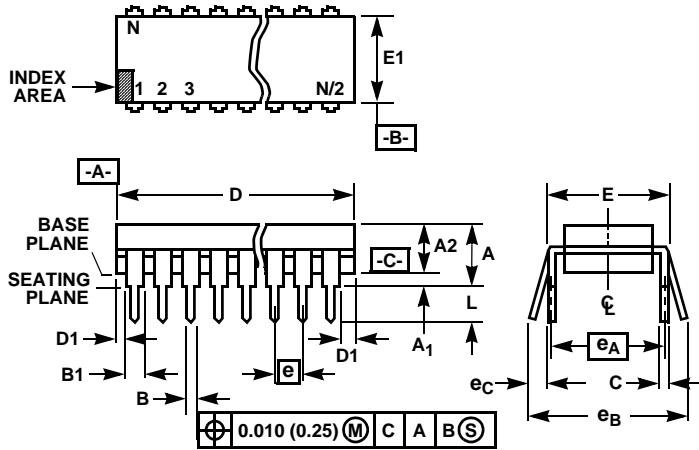 N
E1
INDEX
AREA
1 2 3 N/2
-B-
-A-
D
E
BASE
PLANE
A2
A
-C-
SEATING
PLANE
L
C
L
D1
A1
D1
eA
B1
e
eC
C
B
eB
0.010 (0.25) M C A B S